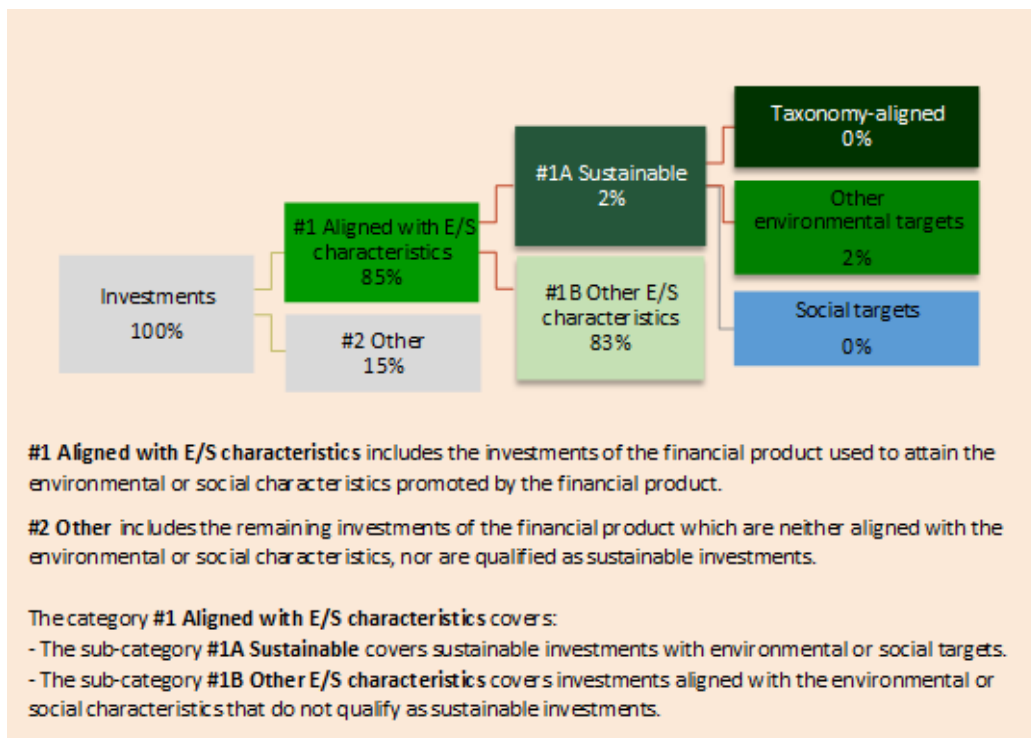 Taxonomy-aligned
0%
#1A Sustainable
2%
Other
environmental targets
2%
#1 Aligned with E/S
characteristics
85%
Investments
100%
#1B Other E/S
characteristics
83%
Social targets
0%
#2 Other
15%
#1 Aligned with E/S characteristics includes the investments of the financial product used to attain the
environmental or social characteristics promoted by the financial product.
#2 Other includes the remaining investments of the financial product which are neither aligned with the
environmental or social characteristics, nor are qualified as sustainable investments.
The category #1 Aligned with E/S characteristics covers:
- The sub-category #1A Sustainable covers sustainable investments with environmental or social targets.
- The sub-category #1B Other E/S characteristics covers investments aligned with the environmental or
social characteristics that do not qualify as sustainable investments.